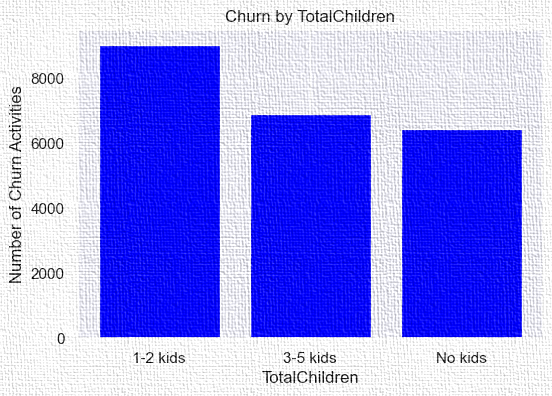 Churn by TotalChildren
Number of Churn Activities
8000
6000
4000
2000
0
1-2 kids
3-5 kids
No kids
TotalChildren